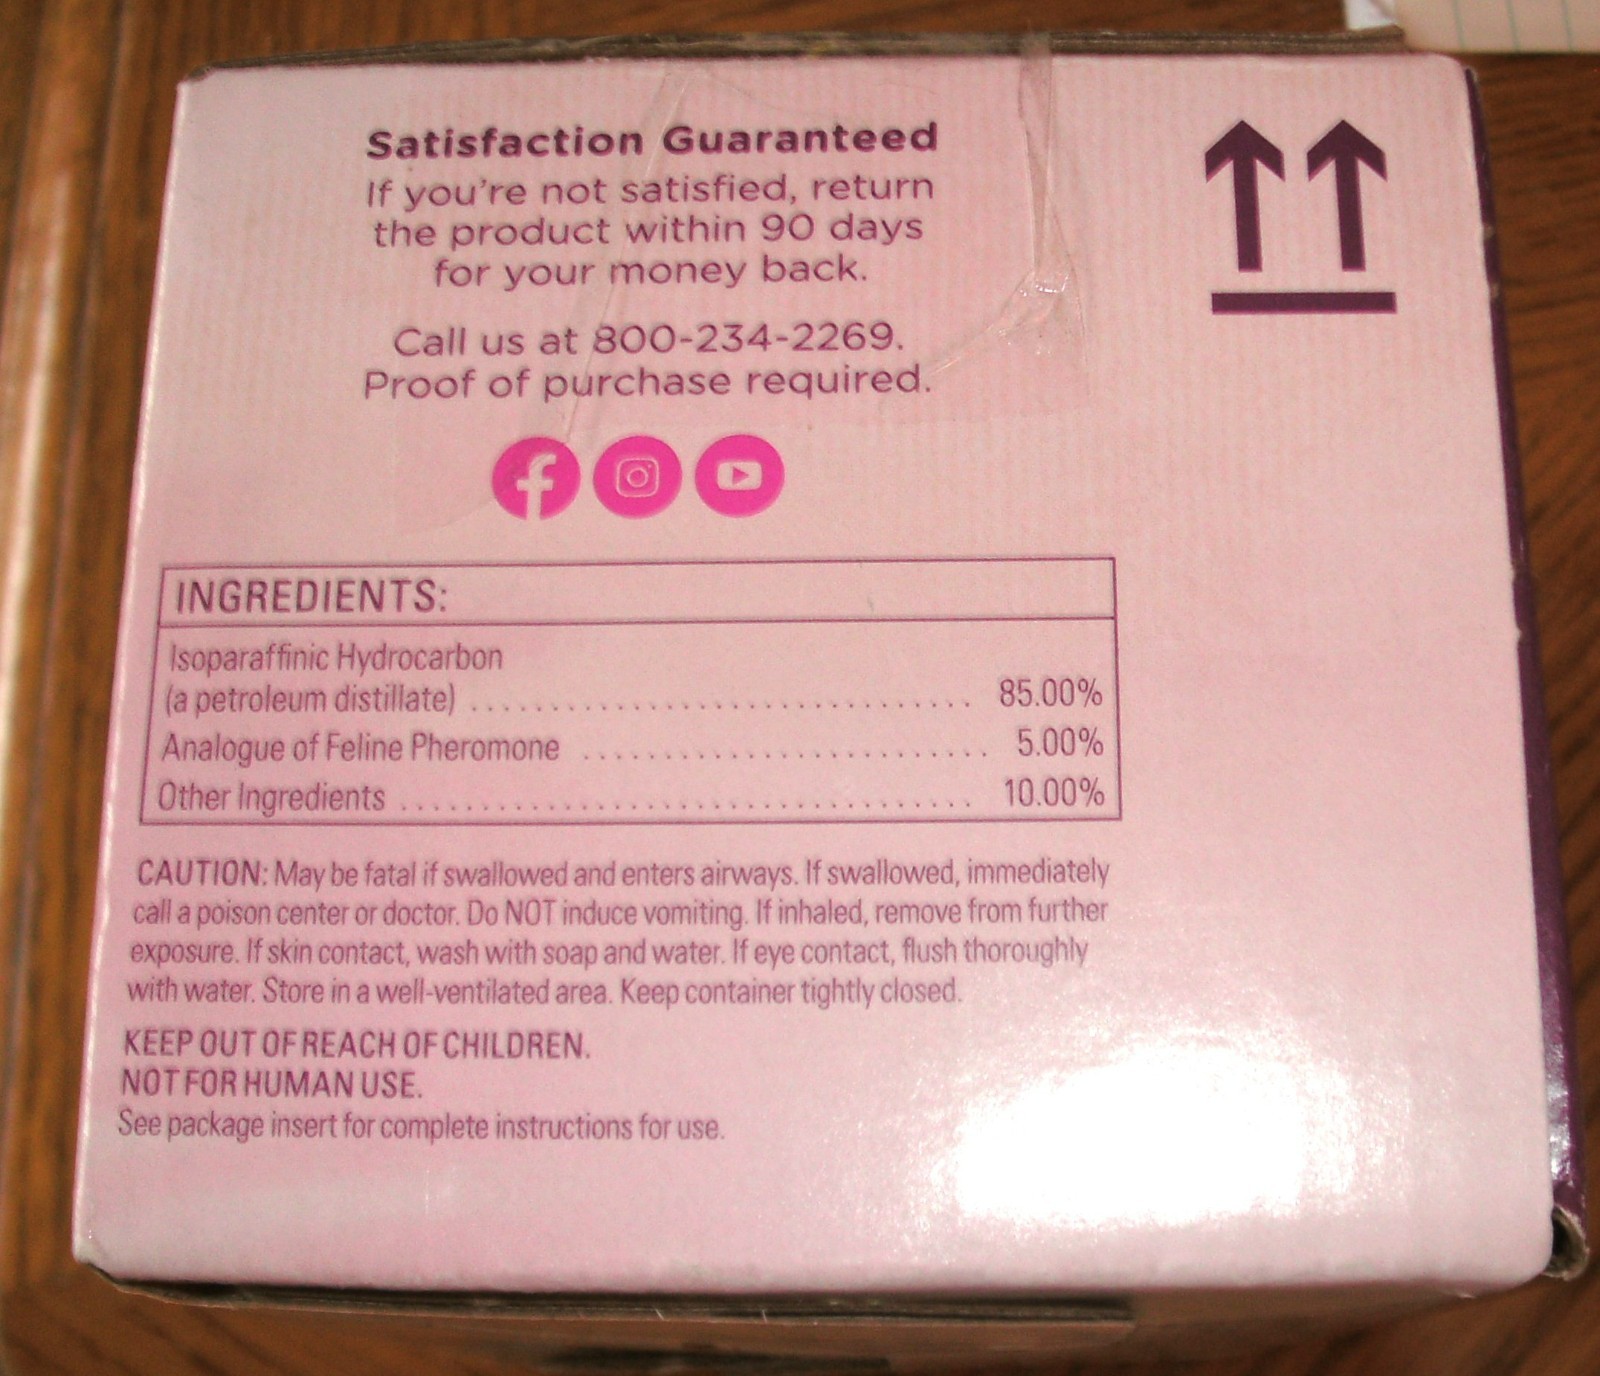 Satisfaction Guaranteed
If you're not satisfied, return
the product within 90 days
for your money back.
Call us at 800-234-2269.
Proof of purchase required.
INGREDIENTS:
Isoparaffinic Hydrocarbon
(a petroleum distillate) ............................... 85.00%
Analogue of Feline Pheromone ......................... 5.00%
Other Ingredients .................................... 10.00%
CAUTION: May be fatal if swallowed and enters airways. If swallowed, immediately
call a poison center or doctor. Do NOT induce vomiting. If inhaled, remove from further
exposure. If skin contact, wash with soap and water. If eye contact, flush thoroughly
with water. Store in a well-ventilated area. Keep container tightly closed.
KEEP OUT OF REACH OF CHILDREN.
NOT FOR HUMAN USE.
See package insert for complete instructions for use.